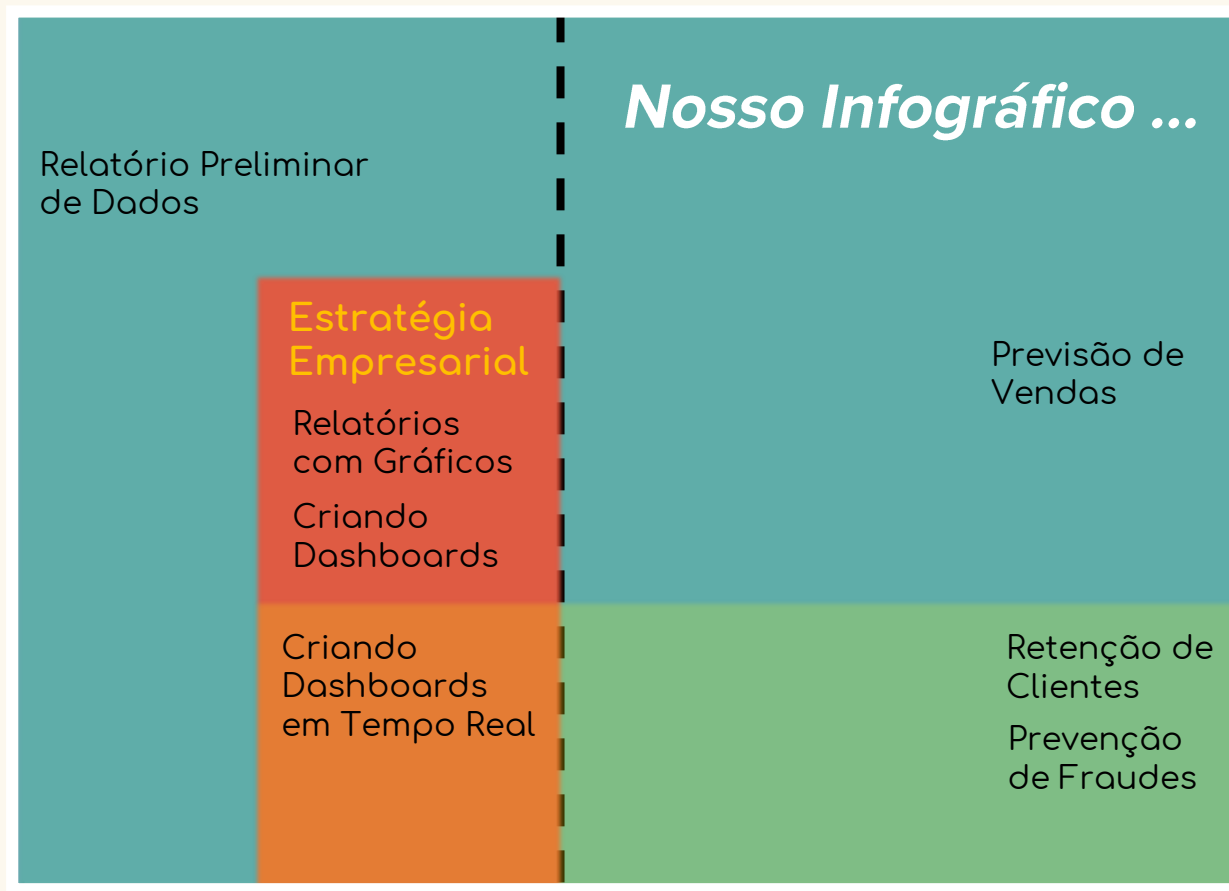 Nosso Infográfico ...
Relatório Preliminar
de Dados
Estratégia
Empresarial
Relatórios
com Gráficos
Criando
Dashboards
Previsão de
Vendas
Criando
Dashboards
em Tempo Real
Retenção de
Clientes
Prevenção
de Fraudes